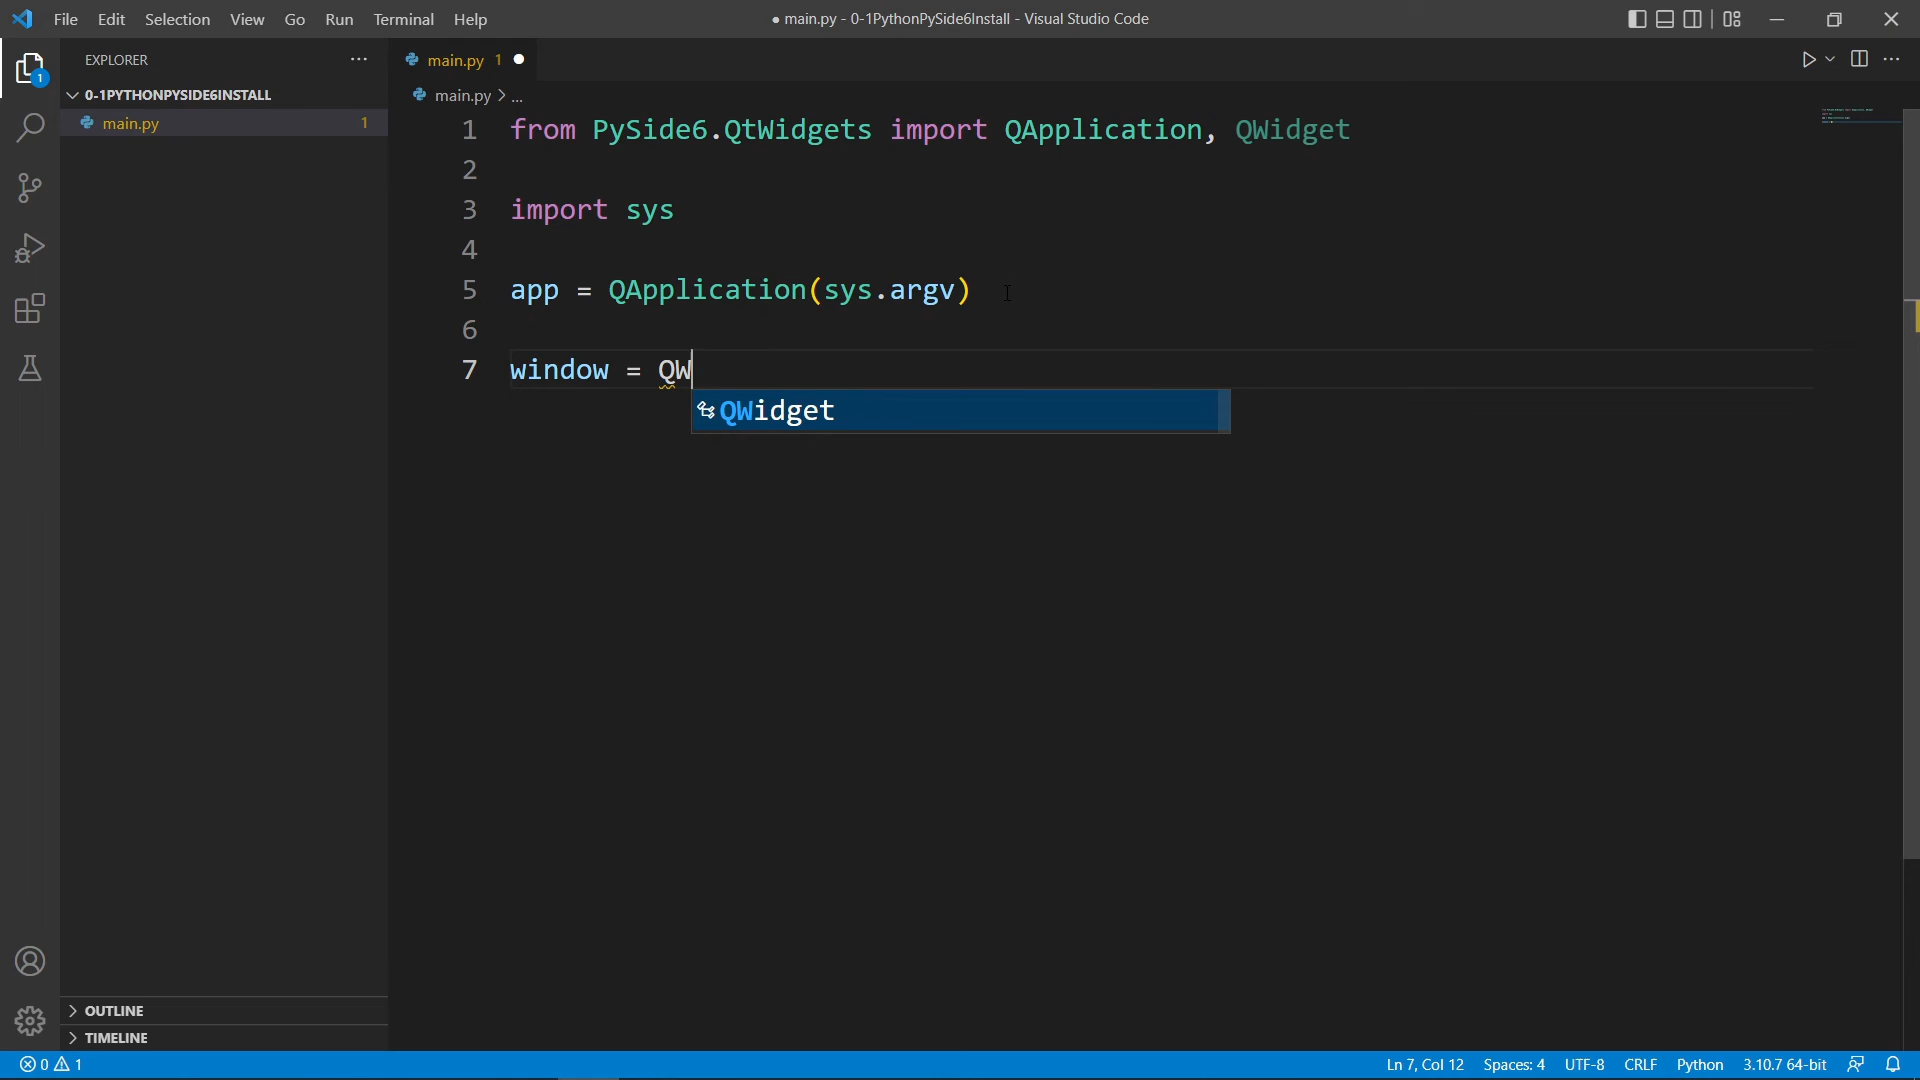 File Edit Selection View Go Run Terminal Help
● main.py - 0-1PythonPySide6Install - Visual Studio Code
EXPLORER ···
main.py 1 ●
0-1PYTHONPYSIDE6INSTALL
main.py > ...
main.py 1
1 from PySide6.QtWidgets import QApplication, QWidget
2
3 import sys
4
5 app = QApplication(sys.argv)
6
7 window = QW
QWidget
1
OUTLINE
TIMELINE
0 1
Ln 7, Col 12 Spaces: 4 UTF-8 CRLF Python 3.10.7 64-bit